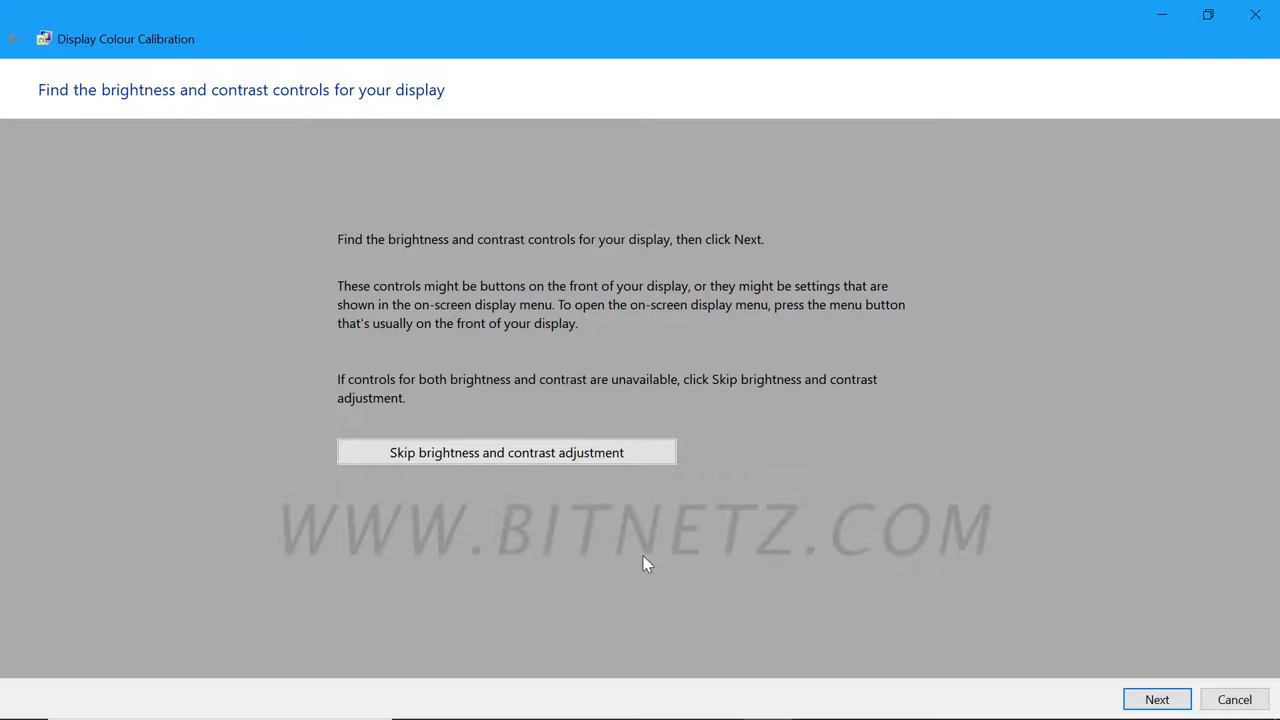 Display Colour Calibration
Find the brightness and contrast controls for your display
Find the brightness and contrast controls for your display, then click Next.
These controls might be buttons on the front of your display, or they might be settings that are
shown in the on-screen display menu. To open the on-screen display menu, press the menu button
that's usually on the front of your display.
If controls for both brightness and contrast are unavailable, click Skip brightness and contrast
adjustment.
Skip brightness and contrast adjustment
WWW.BITNETZ.COM
Next
Cancel